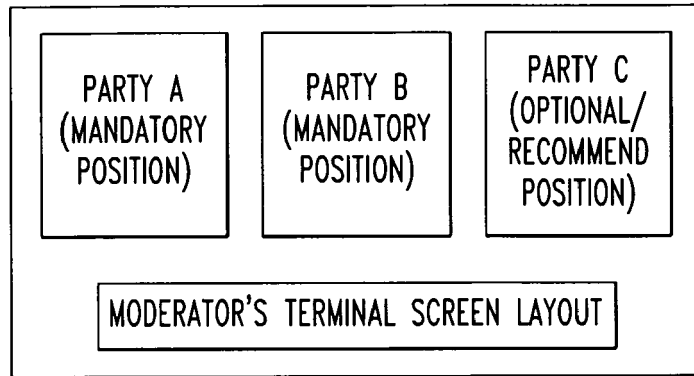 PARTY A
(MANDATORY
POSITION)
PARTY B
(MANDATORY
POSITION)
PARTY C
(OPTIONAL/
RECOMMEND
POSITION)
MODERATOR'S TERMINAL SCREEN LAYOUT